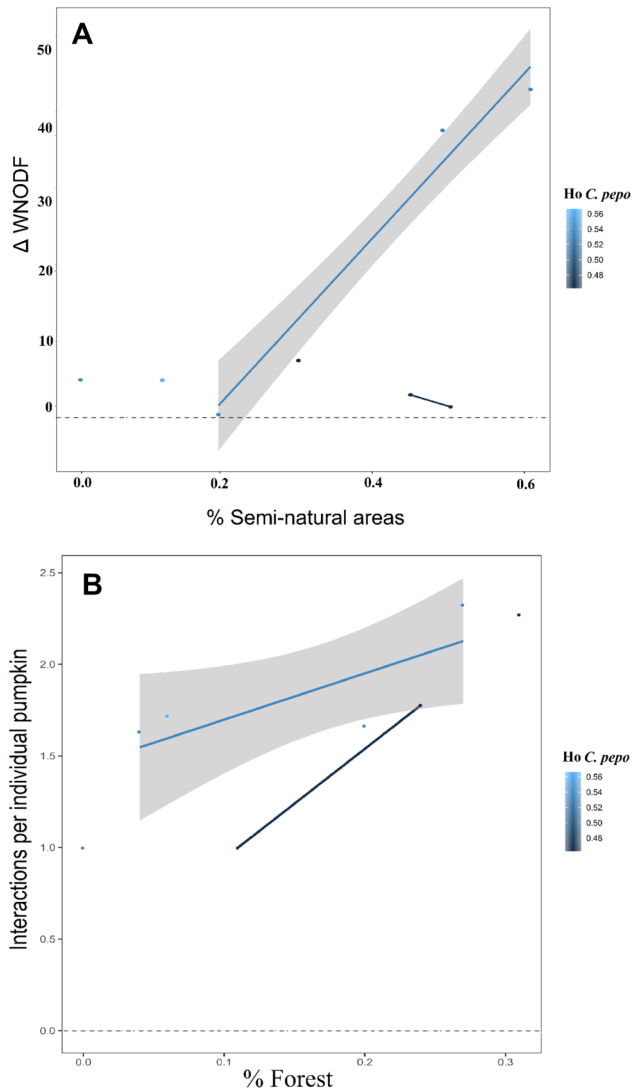 A
50
40
30
20
10
0
Δ WNODF
0.0 0.2 0.4 0.6
% Semi-natural areas
Ho C. pepo
0.56
0.54
0.52
0.50
0.48
B
2.5
2.0
1.5
1.0
0.5
0.0
Interactions per individual pumpkin
0.0 0.1 0.2 0.3
% Forest
Ho C. pepo
0.56
0.54
0.52
0.50
0.48